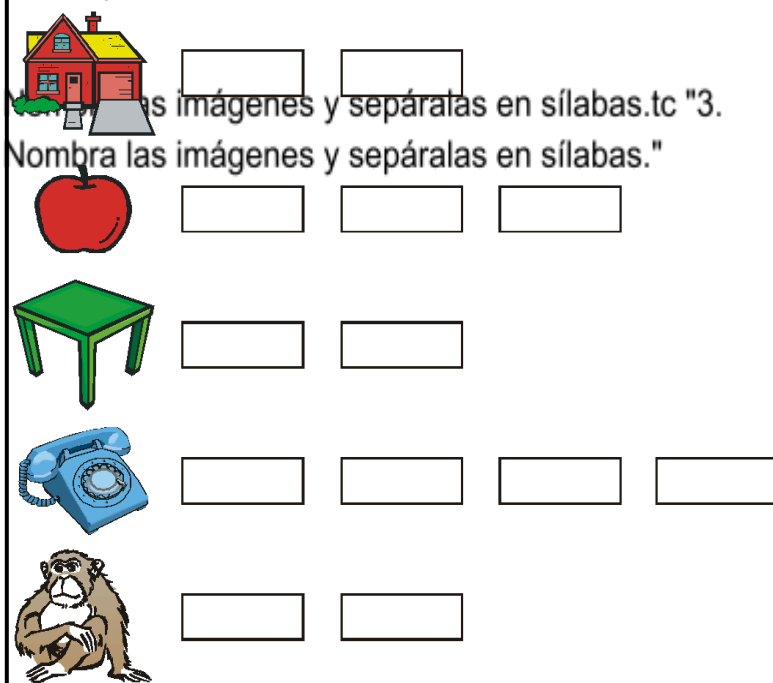 as imágenes y sepáralas en sílabas.tc "3.
Nombra las imágenes y sepáralas en sílabas."